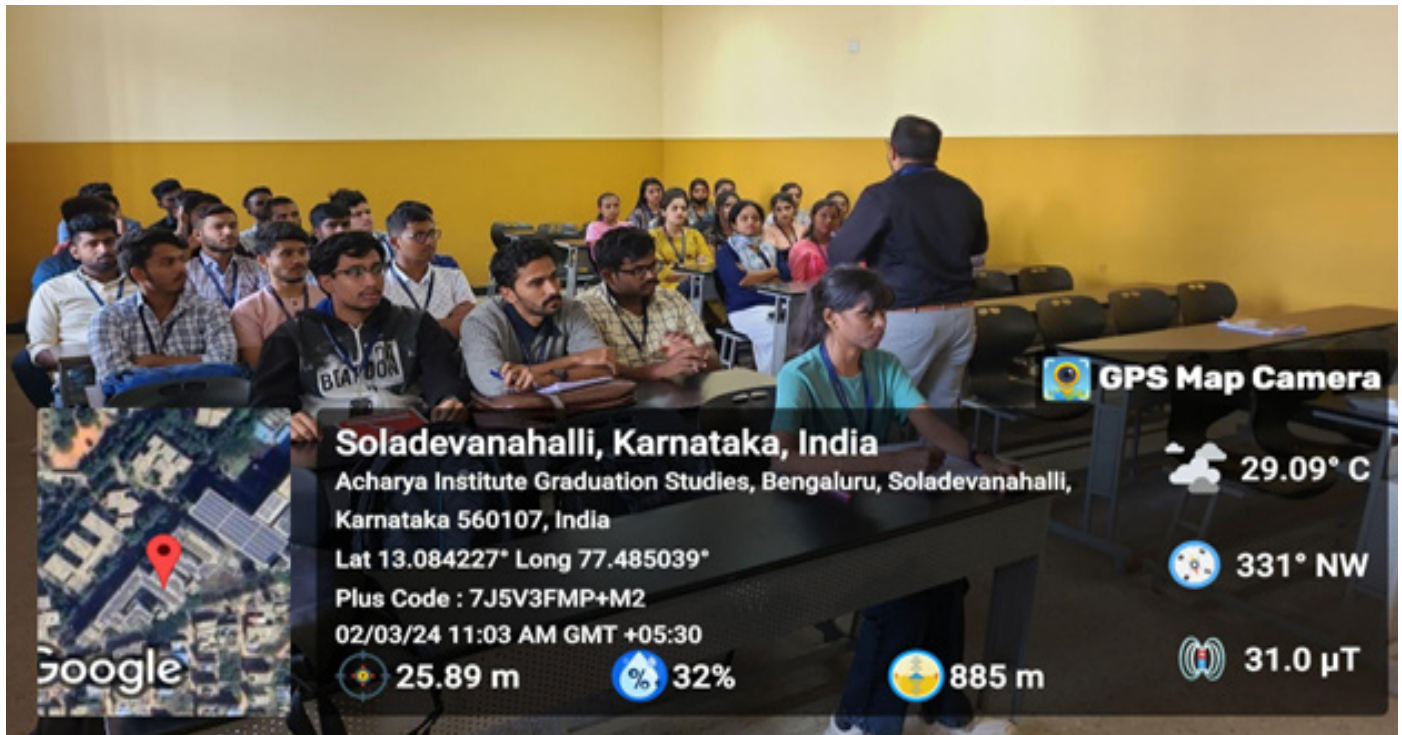 GPS Map Camera
Soladevanahalli, Karnataka, India
Acharya Institute Graduation Studies, Bengaluru, Soladevanahalli,
Karnataka 560107, India
Lat 13.084227° Long 77.485039°
Plus Code : 7J5V3FMP+M2
02/03/24 11:03 AM GMT +05:30
25.89 m
%
32%
885 m
29.09° C
331° NW
31.0 µT
Google